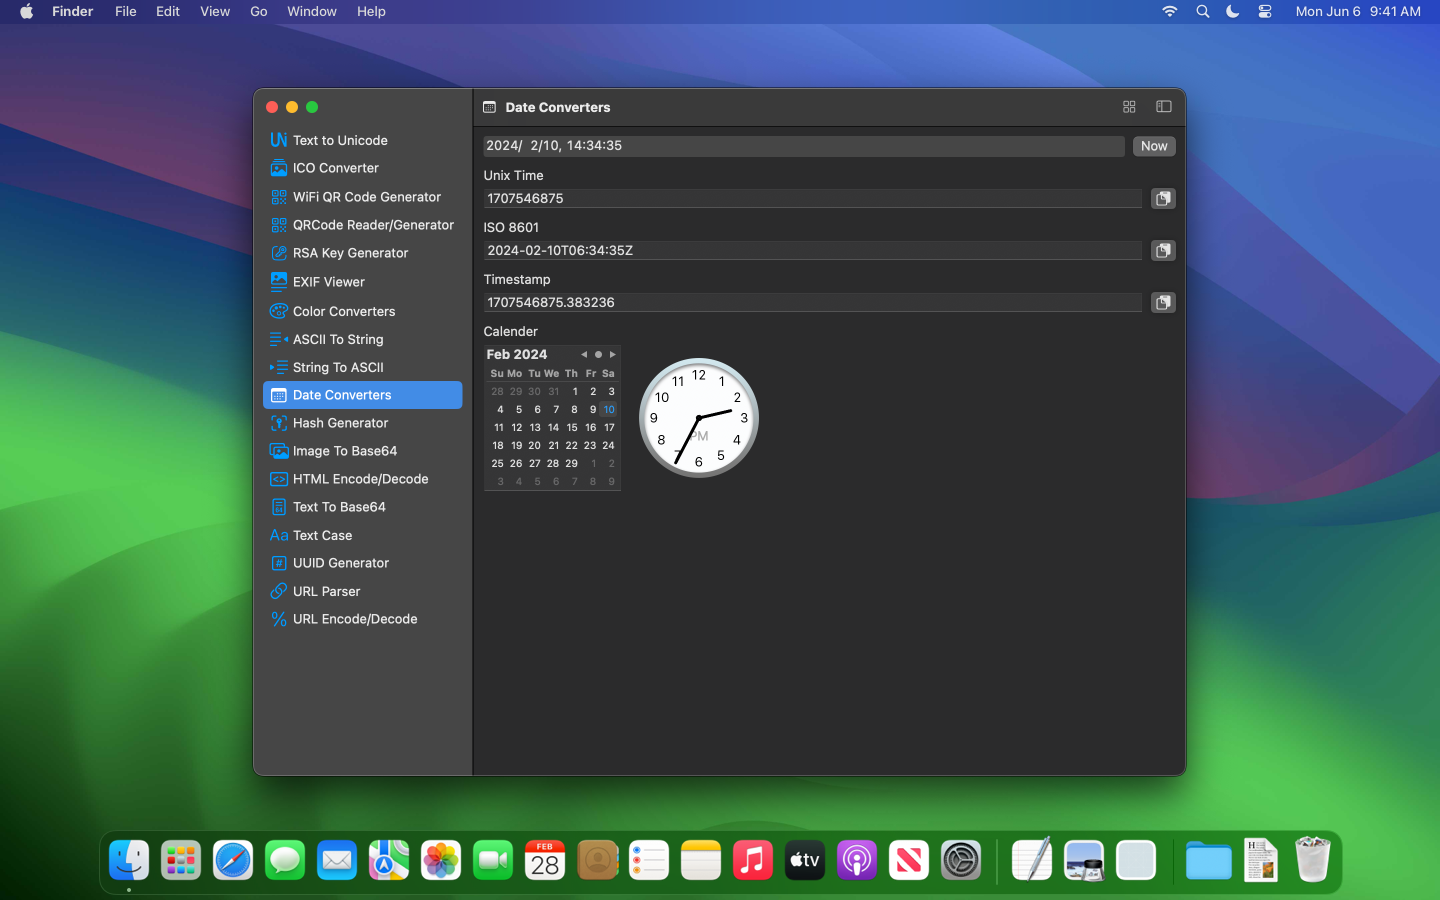 Finder File Edit View Go Window Help Mon Jun 6 9:41 AM
Text to Unicode
ICO Converter
WiFi QR Code Generator
QRCode Reader/Generator
RSA Key Generator
EXIF Viewer
Color Converters
ASCII To String
String To ASCII
Date Converters
Hash Generator
Image To Base64
HTML Encode/Decode
Text To Base64
Aa Text Case
UUID Generator
URL Parser
URL Encode/Decode
Date Converters
2024/ 2/10, 14:34:35 Now
Unix Time
1707546875
ISO 8601
2024-02-10T06:34:35Z
Timestamp
1707546875.383236
Calender
Feb 2024
Su Mo Tu We Th Fr Sa
28 29 30 31 1 2 3
4 5 6 7 8 9 10
11 12 13 14 15 16 17
18 19 20 21 22 23 24
25 26 27 28 29 1 2
3 4 5 6 7 8 9
12 1 2 3 4 5 6 7 8 9 10 11
PM
FEB
28
tv